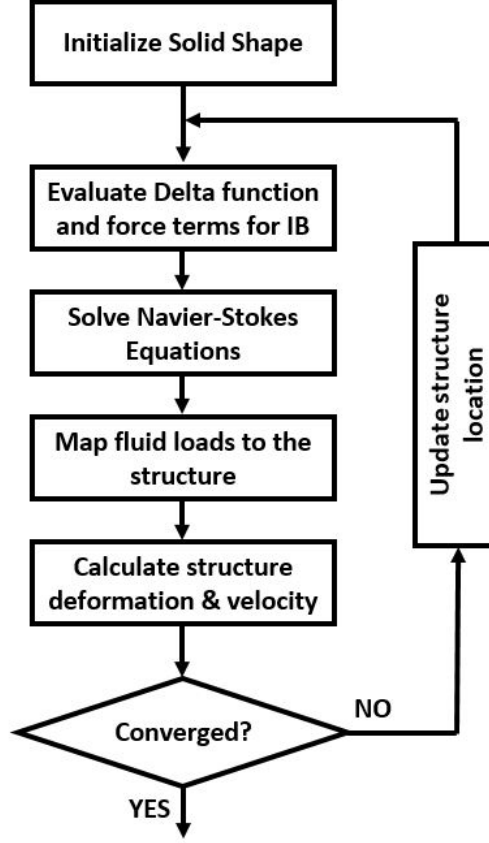 Initialize Solid Shape
Evaluate Delta function
and force terms for IB
Solve Navier-Stokes
Equations
Map fluid loads to the
structure
Calculate structure
deformation & velocity
Converged?
NO
YES
Update structure
location